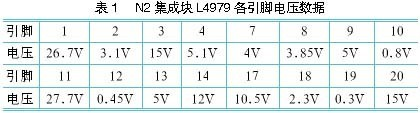 表1 N2 集成块 L4979 各引脚电压数据
引脚 1 2 3 4 7 8 9 10
电压 26.7V 3.1V 15V 5.1V 4V 3.85V 5V 0.8V
引脚 11 12 13 14 17 18 19 20
电压 27.7V 0.45V 5V 12V 10.5V 2.3V 0.3V 15V